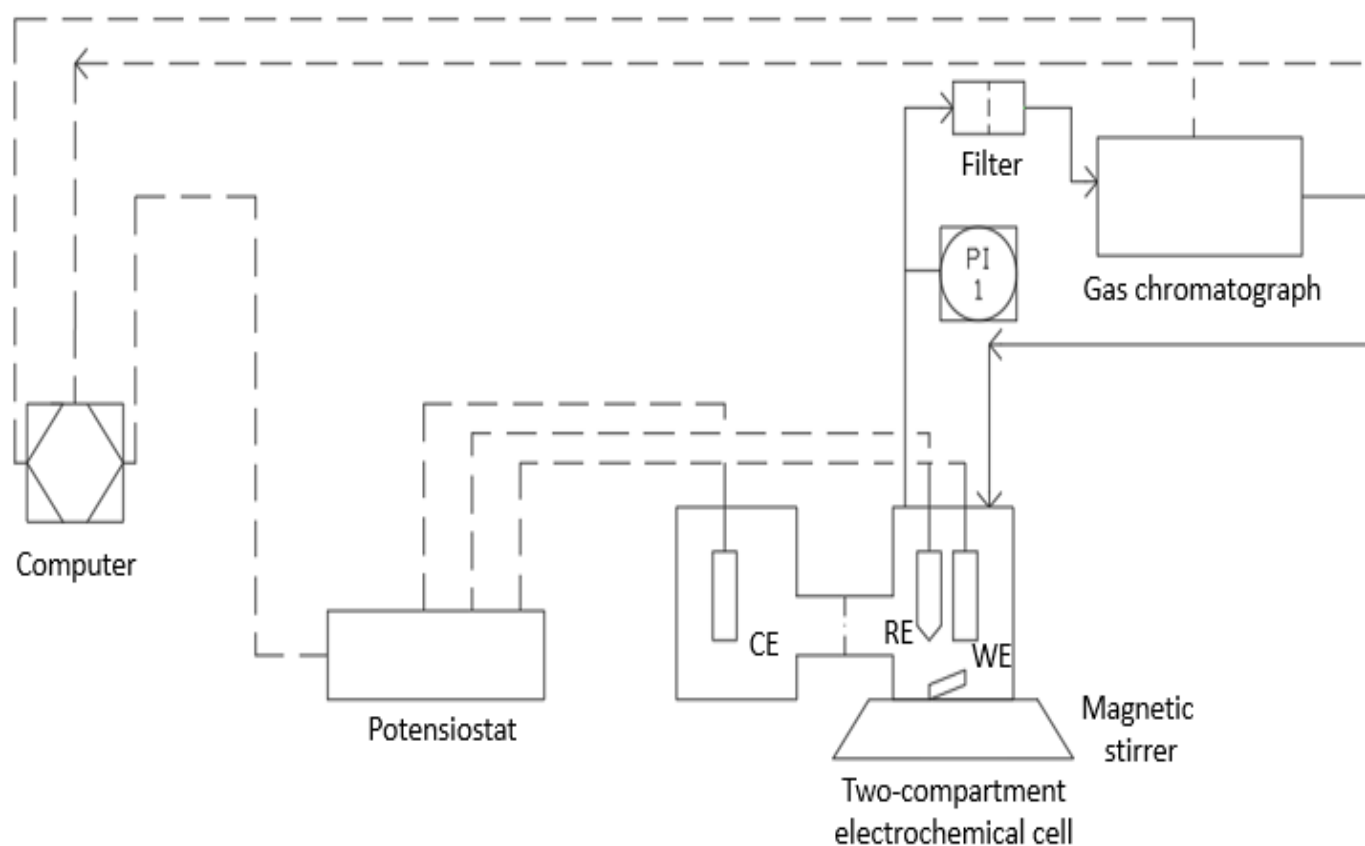 Filter
PI
1
Gas chromatograph
Computer
CE
RE
WE
Potensiostat
Magnetic
stirrer
Two-compartment
electrochemical cell